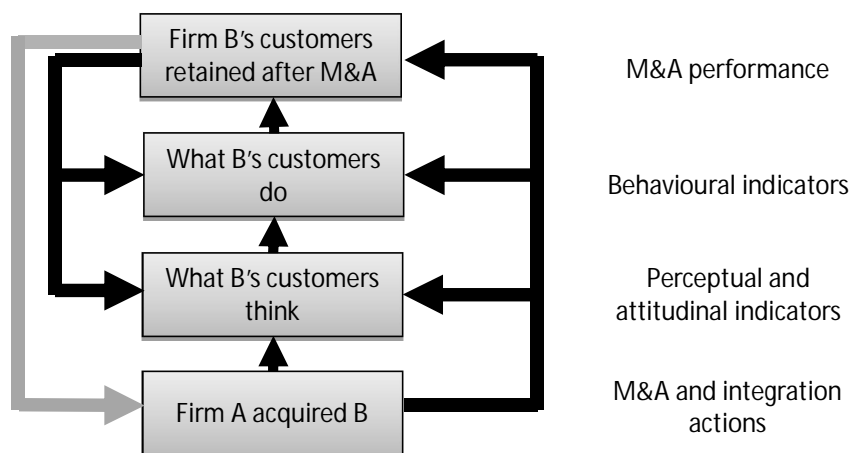 Firm B’s customers
retained after M&A
M&A performance
What B’s customers
do
Behavioural indicators
What B’s customers
think
Perceptual and
attitudinal indicators
Firm A acquired B
M&A and integration
actions